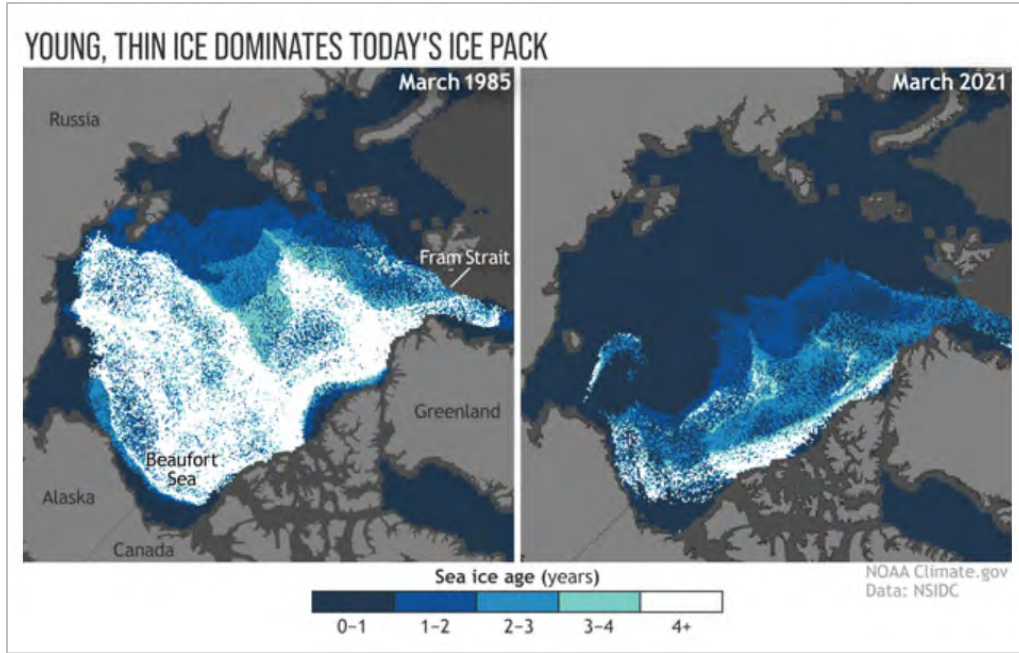 YOUNG, THIN ICE DOMINATES TODAY'S ICE PACK
March 1985
March 2021
Russia
Fram Strait
Greenland
Beaufort
Sea
Alaska
Canada
Sea ice age (years)
0–1 1–2 2–3 3–4 4+
NOAA Climate.gov
Data: NSIDC